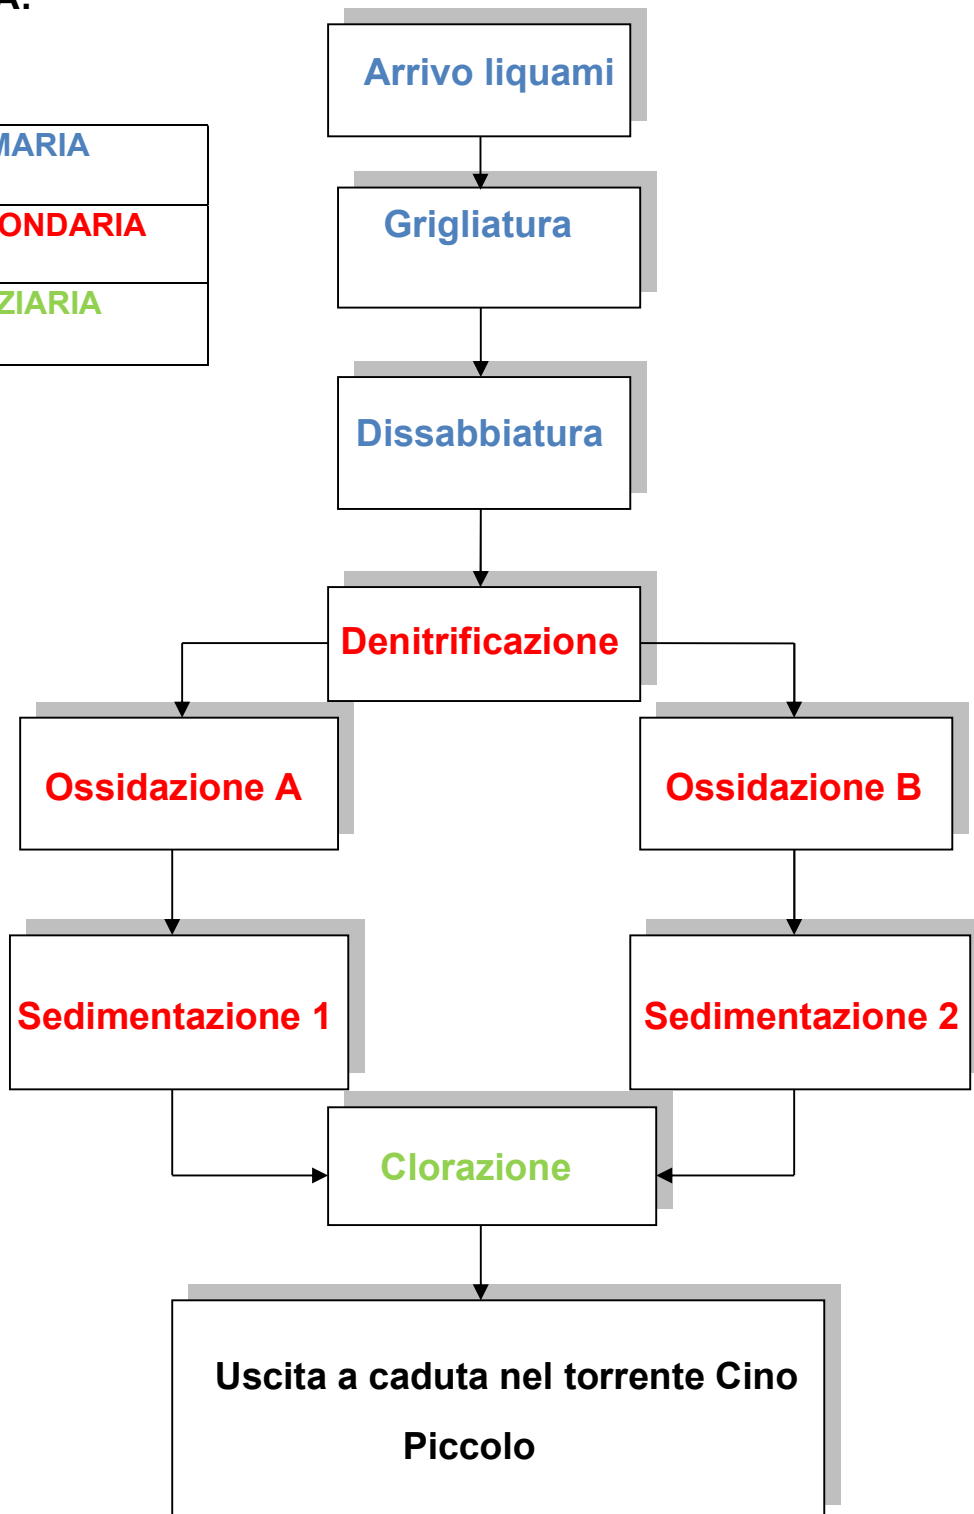 A.
Arrivo liquami
MARIA
Grigliatura
ONDARIA
ZIARIA
Dissabbiatura
Denitrificazione
Ossidazione A
Ossidazione B
Sedimentazione 1
Sedimentazione 2
Clorazione
Uscita a caduta nel torrente Cino
Piccolo